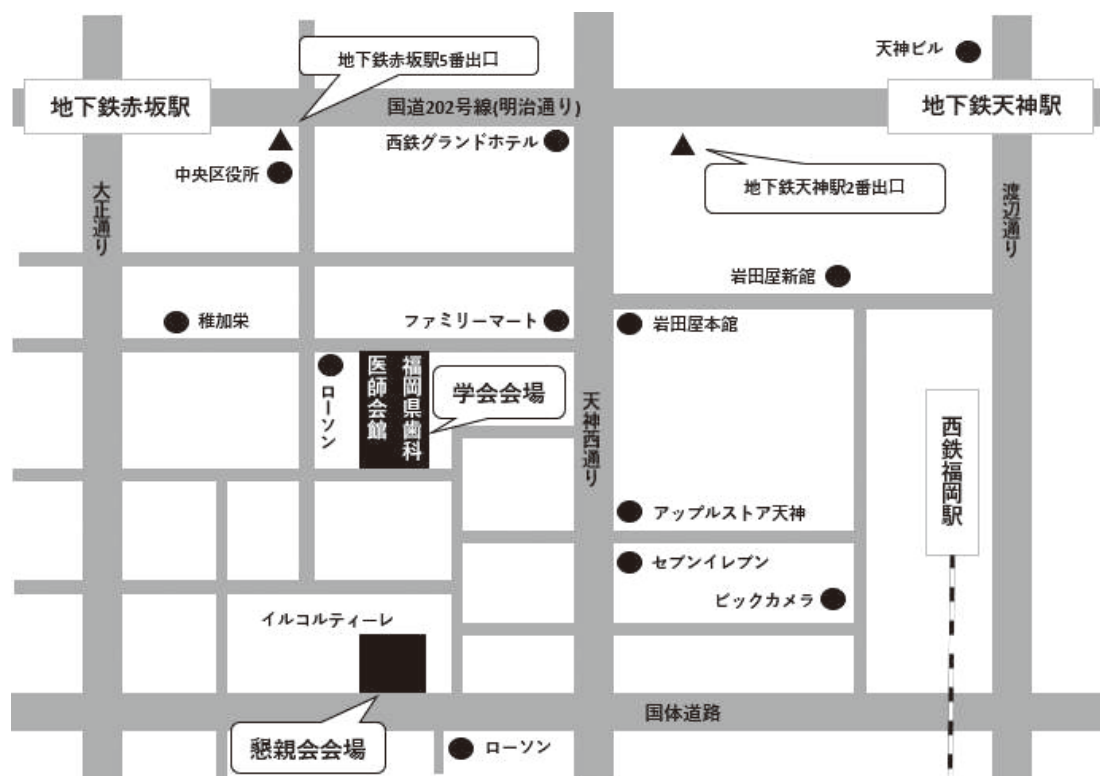 天神ビル
地下鉄赤坂駅5番出口
地下鉄赤坂駅
国道202号線(明治通り)
地下鉄天神駅
西鉄グランドホテル
中央区役所
地下鉄天神駅2番出口
大正通り
渡辺通り
岩田屋新館
稚加栄
ファミリーマート
岩田屋本館
ローソン
福岡県歯科
医師会館
学会会場
天神西通り
西鉄福岡駅
アップルストア天神
セブンイレブン
ビックカメラ
イルコルティーレ
国体道路
懇親会会場
ローソン